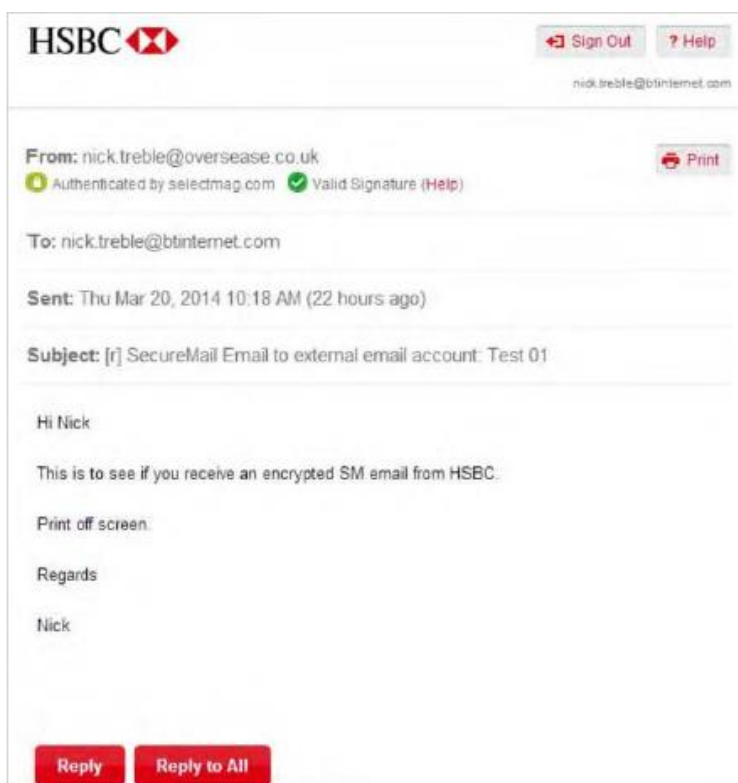 HSBC
Sign Out
? Help
nick.treble@btinternet.com
From: nick.treble@oversease.co.uk
Print
Authenticated by selectmag.com Valid Signature (Help)
To: nick.treble@btinternet.com
Sent: Thu Mar 20, 2014 10:18 AM (22 hours ago)
Subject: [r] SecureMail Email to external email account: Test 01
Hi Nick
This is to see if you receive an encrypted SM email from HSBC.
Print off screen.
Regards
Nick
Reply
Reply to All